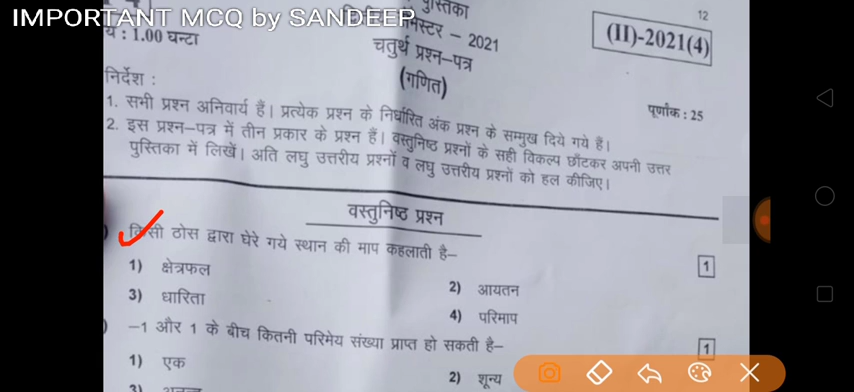 IMPORTANT MCQ by SANDEEP
पुस्तिका
12
: 1.00 घन्टा
2021
(II)-2021(4)
चतुर्थ प्रश्न-पत्र
(गणित)
निर्देश :
पूर्णांक : 25
1. सभी प्रश्न अनिवार्य हैं। प्रत्येक प्रश्न के निर्धारित अंक प्रश्न के सम्मुख दिये गये हैं।
2. इस प्रश्न-पत्र में तीन प्रकार के प्रश्न हैं। वस्तुनिष्ठ प्रश्नों के सही विकल्प छाँटकर अपनी उत्तर
पुस्तिका में लिखें। अति लघु उत्तरीय प्रश्नों व लघु उत्तरीय प्रश्नों को हल कीजिए।
वस्तुनिष्ठ प्रश्न
किसी ठोस द्वारा घेरे गये स्थान की माप कहलाती है–
1
1) क्षेत्रफल
2) आयतन
3) धारिता
4) परिमाप
–1 और 1 के बीच कितनी परिमेय संख्या प्राप्त हो सकती है–
1
1) एक
2) शून्य
3)